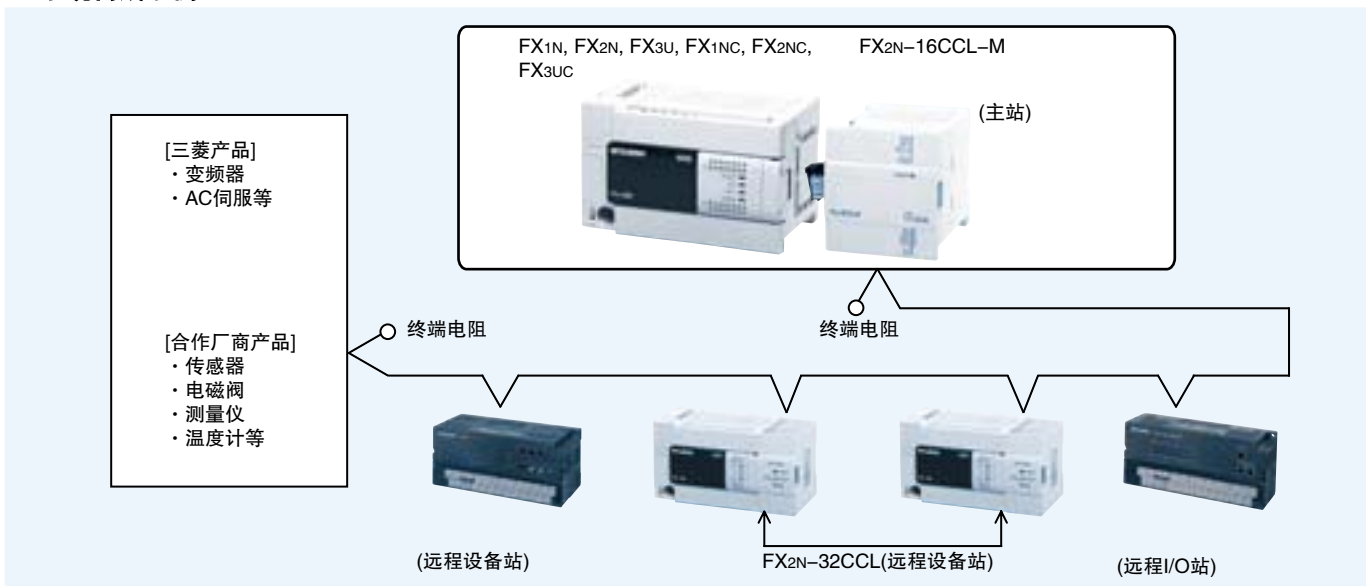 FX1N, FX2N, FX3U, FX1NC, FX2NC,
FX3UC
FX2N-16CCL-M
(主站)
[三菱产品]
・变频器
・AC伺服等
[合作厂商产品]
・传感器
・电磁阀
・测量仪
・温度计等
终端电阻
终端电阻
(远程设备站)
FX2N-32CCL(远程设备站)
(远程I/O站)